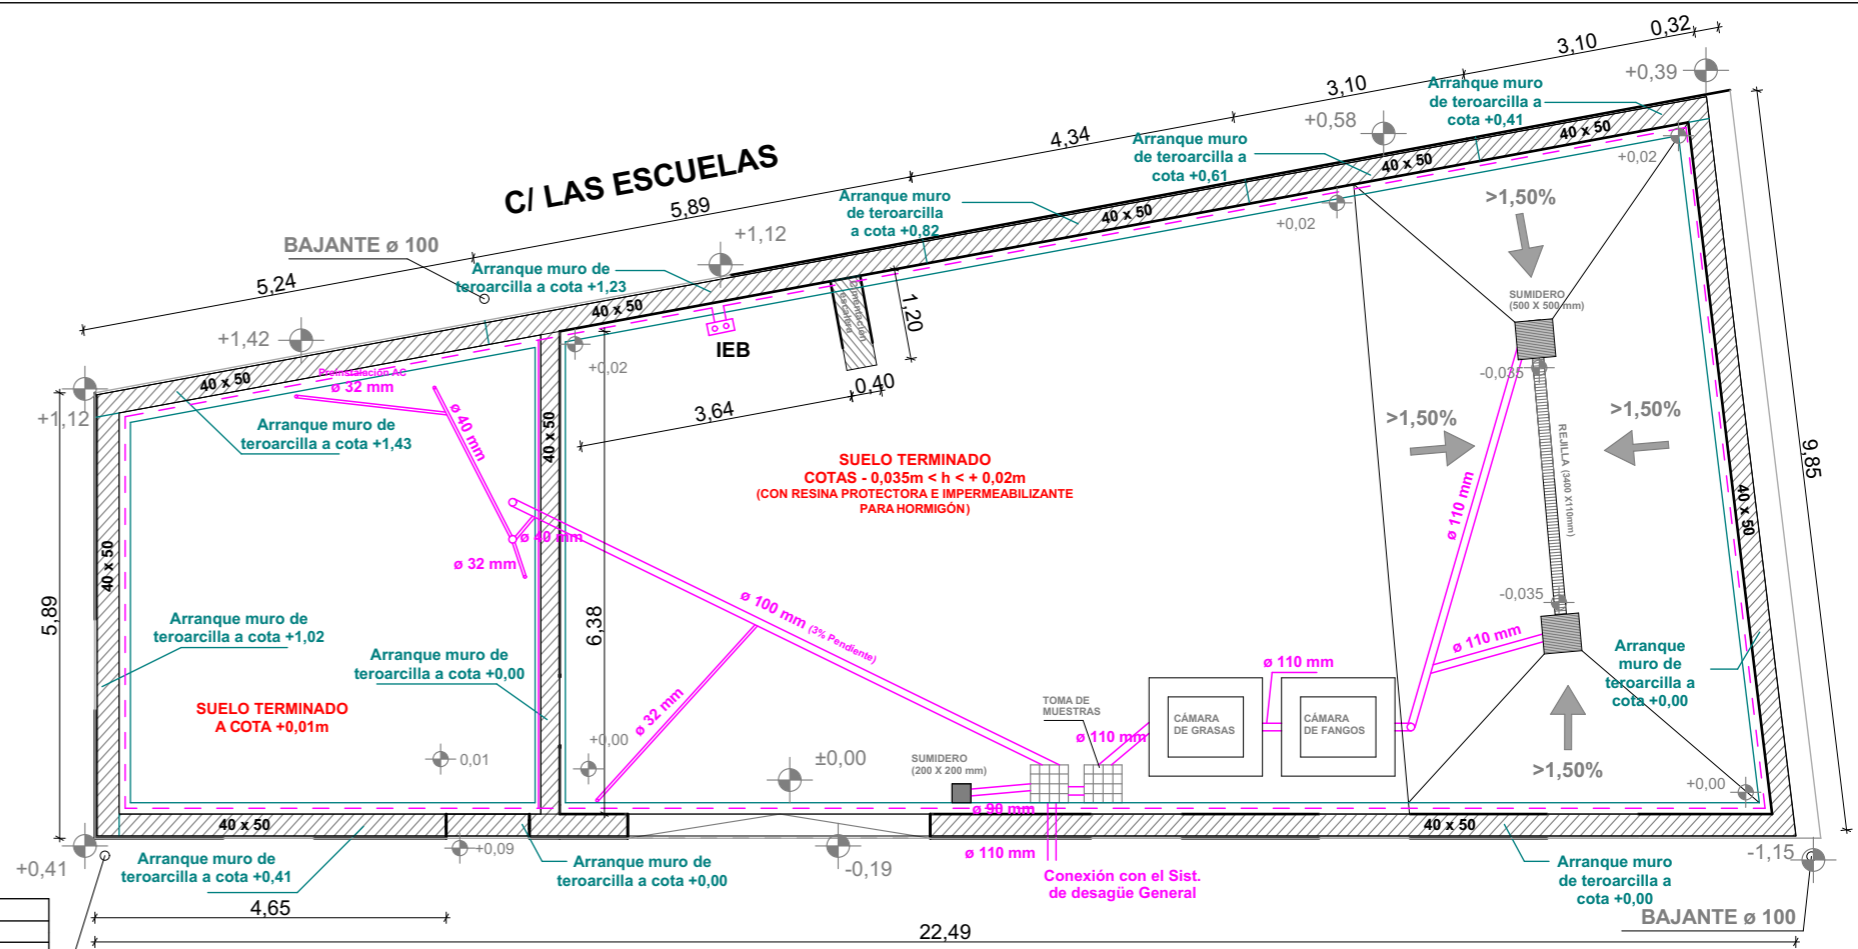 0,32
3,10
+0,39
3,10
Arranque muro
de teroarcilla a
cota +0,41
+0,58
4,34
40 x 50
Arranque muro
de teroarcilla a
cota +0,61
40 x 50
+0,02
C/ LAS ESCUELAS
5,89
Arranque muro
de teroarcilla
a cota +0,82
40 x 50
+0,02
>1,50%
+1,12
BAJANTE ø 100
Arranque muro de
teroarcilla a cota +1,23
5,24
40 x 50
1,20
SUMIDERO
(500 X 500 mm)
+1,42
IEB
+0,02
Preinstalación AC
ø 32 mm
40 x 50
-0,035
0,40
3,64
+1,12
ø 40 mm
Arranque muro de
teroarcilla a cota +1,43
40 x 50
>1,50%
>1,50%
REJILLA (3400 X110mm)
9,85
SUELO TERMINADO
COTAS - 0,035m < h < + 0,02m
(CON RESINA PROTECTORA E IMPERMEABILIZANTE
PARA HORMIGÓN)
ø 110 mm
40 x 50
40 x 50
ø 40 mm
ø 32 mm
-0,035
5,89
Arranque muro de
teroarcilla a cota +1,02
6,38
ø 100 mm (3% Pendiente)
ø 110 mm
Arranque muro de
teroarcilla a cota +0,00
ø 110 mm
Arranque
muro de
teroarcilla a
cota +0,00
SUELO TERMINADO
A COTA +0,01m
ø 32 mm
TOMA DE
MUESTRAS
CÁMARA
DE GRASAS
CÁMARA
DE FANGOS
ø 110 mm
+0,00
0,01
±0,00
SUMIDERO
(200 X 200 mm)
>1,50%
+0,00
ø 90 mm
40 x 50
40 x 50
+0,41
+0,09
-0,19
ø 110 mm
-1,15
Arranque muro de
teroarcilla a cota +0,41
Arranque muro de
teroarcilla a cota +0,00
Conexión con el Sist.
de desagüe General
Arranque muro
de teroarcilla a
cota +0,00
4,65
BAJANTE ø 100
22,49